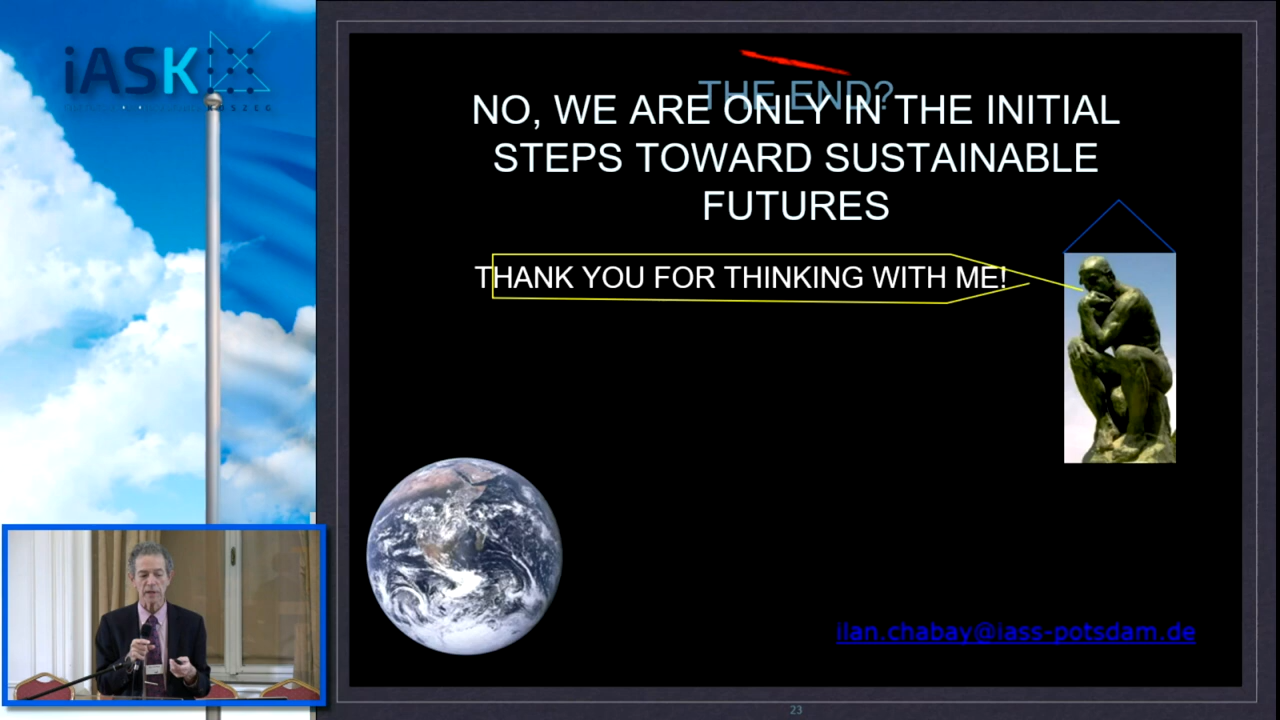 iASK
KOSZEG
THE END?
NO, WE ARE ONLY IN THE INITIAL
STEPS TOWARD SUSTAINABLE
FUTURES
THANK YOU FOR THINKING WITH ME!
ilan.chabay@iass-potsdam.de
23